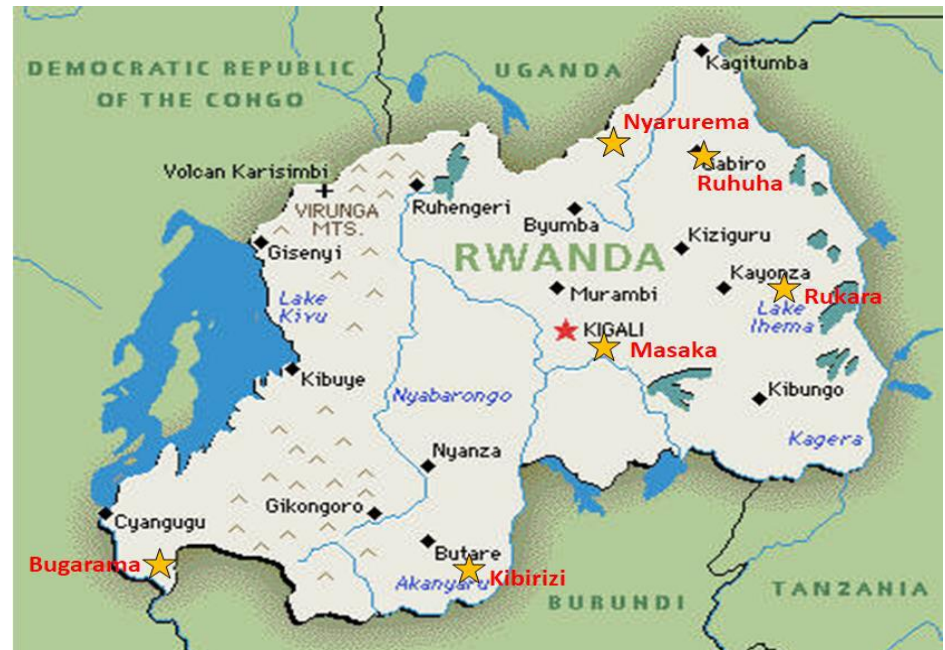 DEMOCRATIC REPUBLIC
OF THE CONGO
UGANDA
Kagitumba
Nyarurema
Gabiro
Ruhuha
Volcan Karisimbi
VIRUNGA
MTS.
Ruhengeri
Byumba
Gisenyi
Kiziguru
RWANDA
Kayonza
Rukara
Lake
Kivu
Murambi
Lake
Ihema
KIGALI
Masaka
Kibuye
Nyabarongo
Kibungo
Kagera
Nyanza
Gikongoro
Cyangugu
Butare
Bugarama
Akanyaru
Kibirizi
BURUNDI
TANZANIA